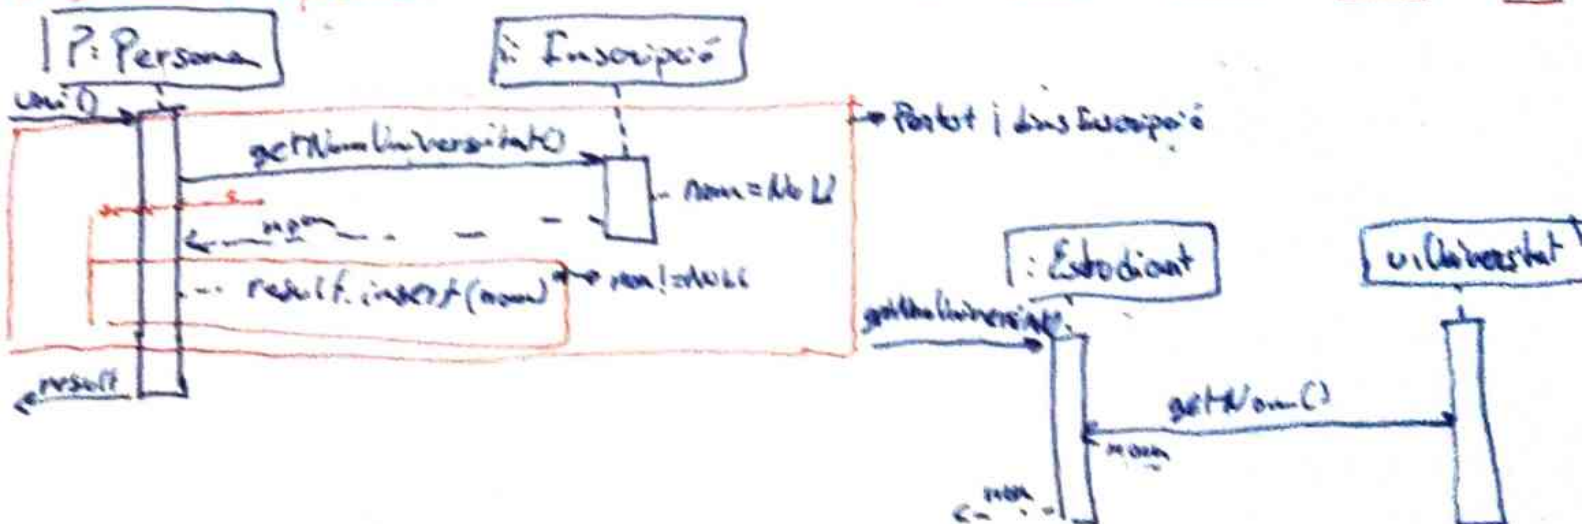 P: Persona
i: Inscripció
uni()
Per tot i dins Inscripció
getNomUniversitat()
nom = NULL
nom
result.insert(nom)
nom! = NULL
: Estudiant
u: Universitat
getNomUniversitat()
result
getNom()
nom
nom